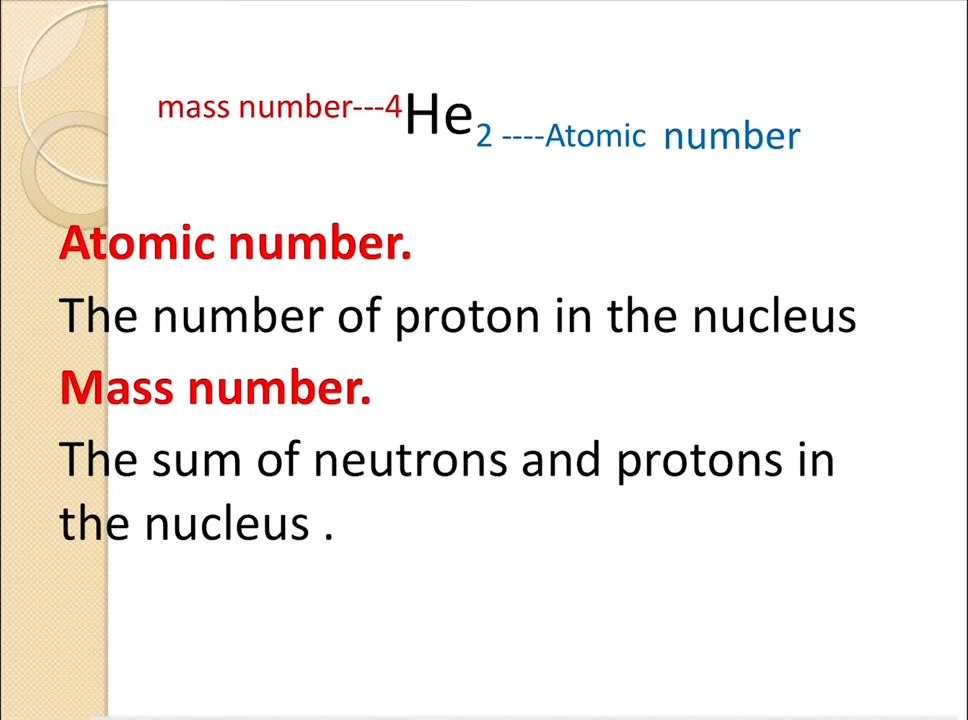 mass number---4He2 ----Atomic number
Atomic number.
The number of proton in the nucleus
Mass number.
The sum of neutrons and protons in
the nucleus .